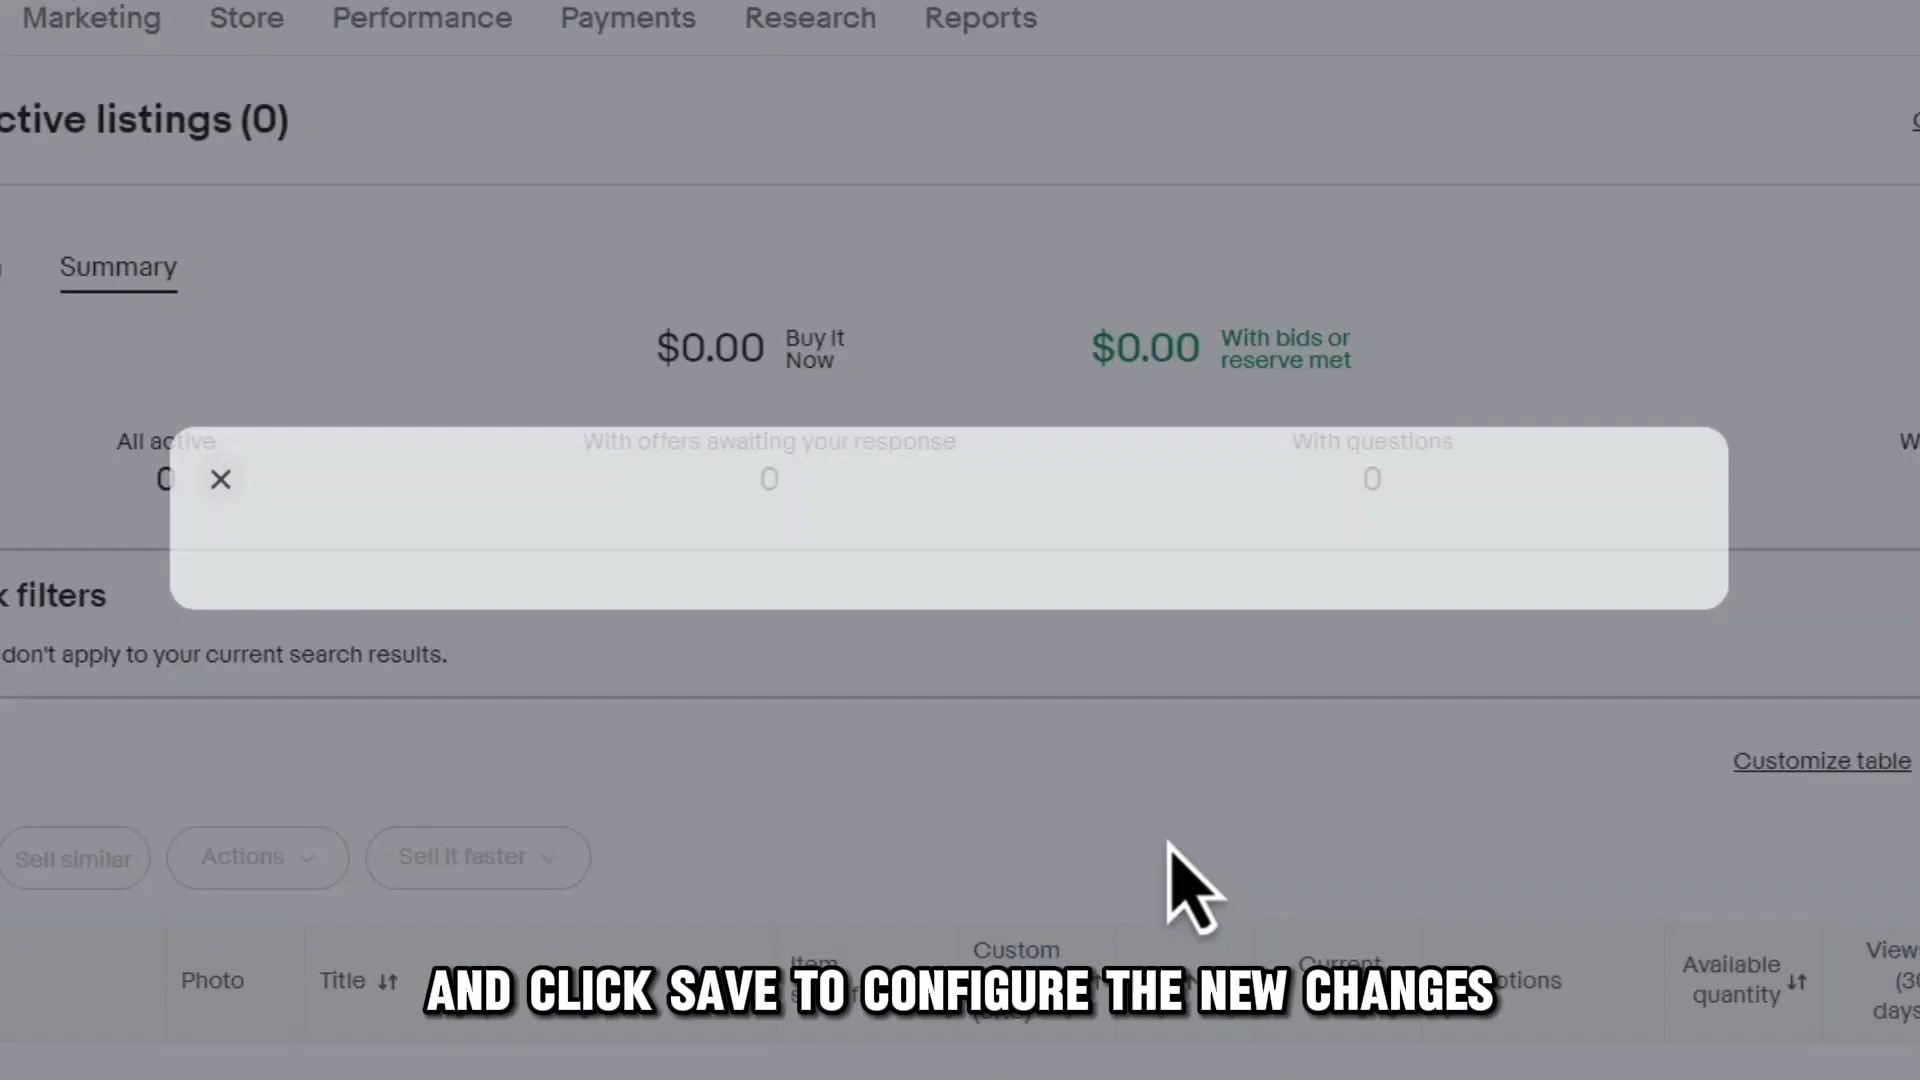 Marketing Store Performance Payments Research Reports
ctive listings (0)
Summary
$0.00 Buy It Now
$0.00 With bids or reserve met
All active
0
With offers awaiting your response
0
With questions
0
k filters
don't apply to your current search results.
Customize table
Sell similar Actions Sell it faster
Photo Title Item Custom Current ptions Available quantity View (30 days
AND CLICK SAVE TO CONFIGURE THE NEW CHANGES